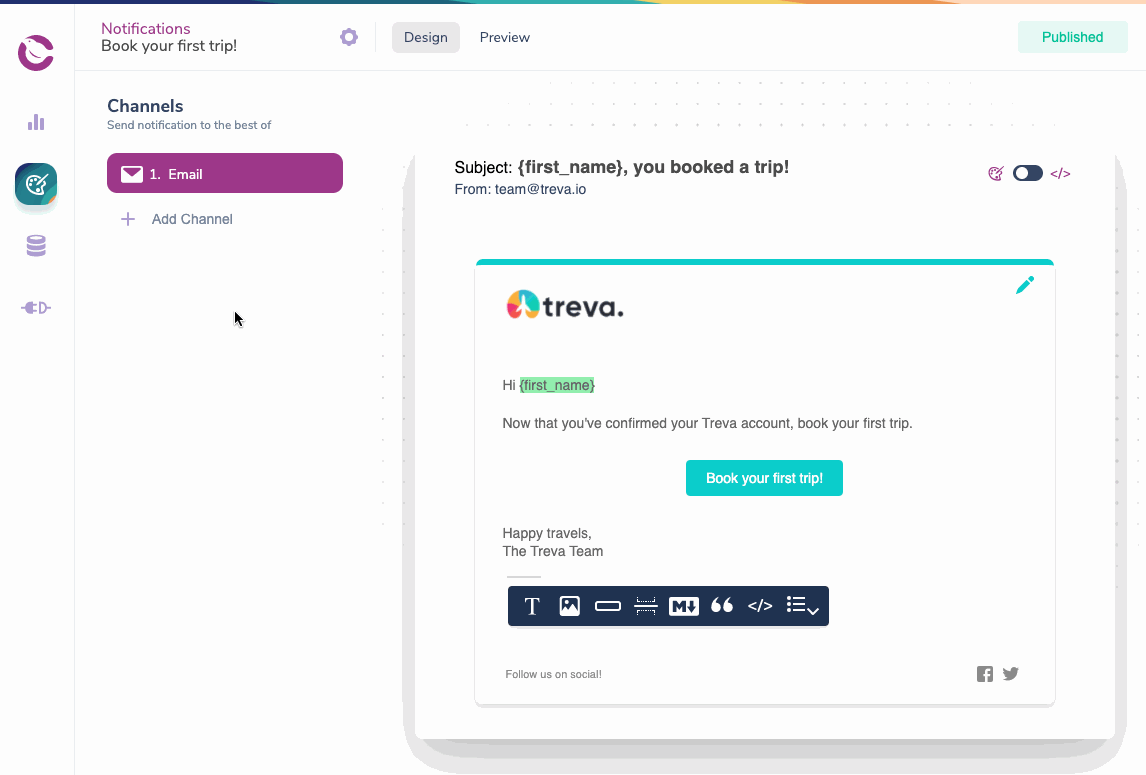 Notifications
Book your first trip!
Design
Preview
Published
Channels
Send notification to the best of
1. Email
Add Channel
Subject: {first_name}, you booked a trip!
From: team@treva.io
</>
treva.
Hi {first_name}
Now that you've confirmed your Treva account, book your first trip.
Book your first trip!
Happy travels,
The Treva Team
T
M
</>
Follow us on social!